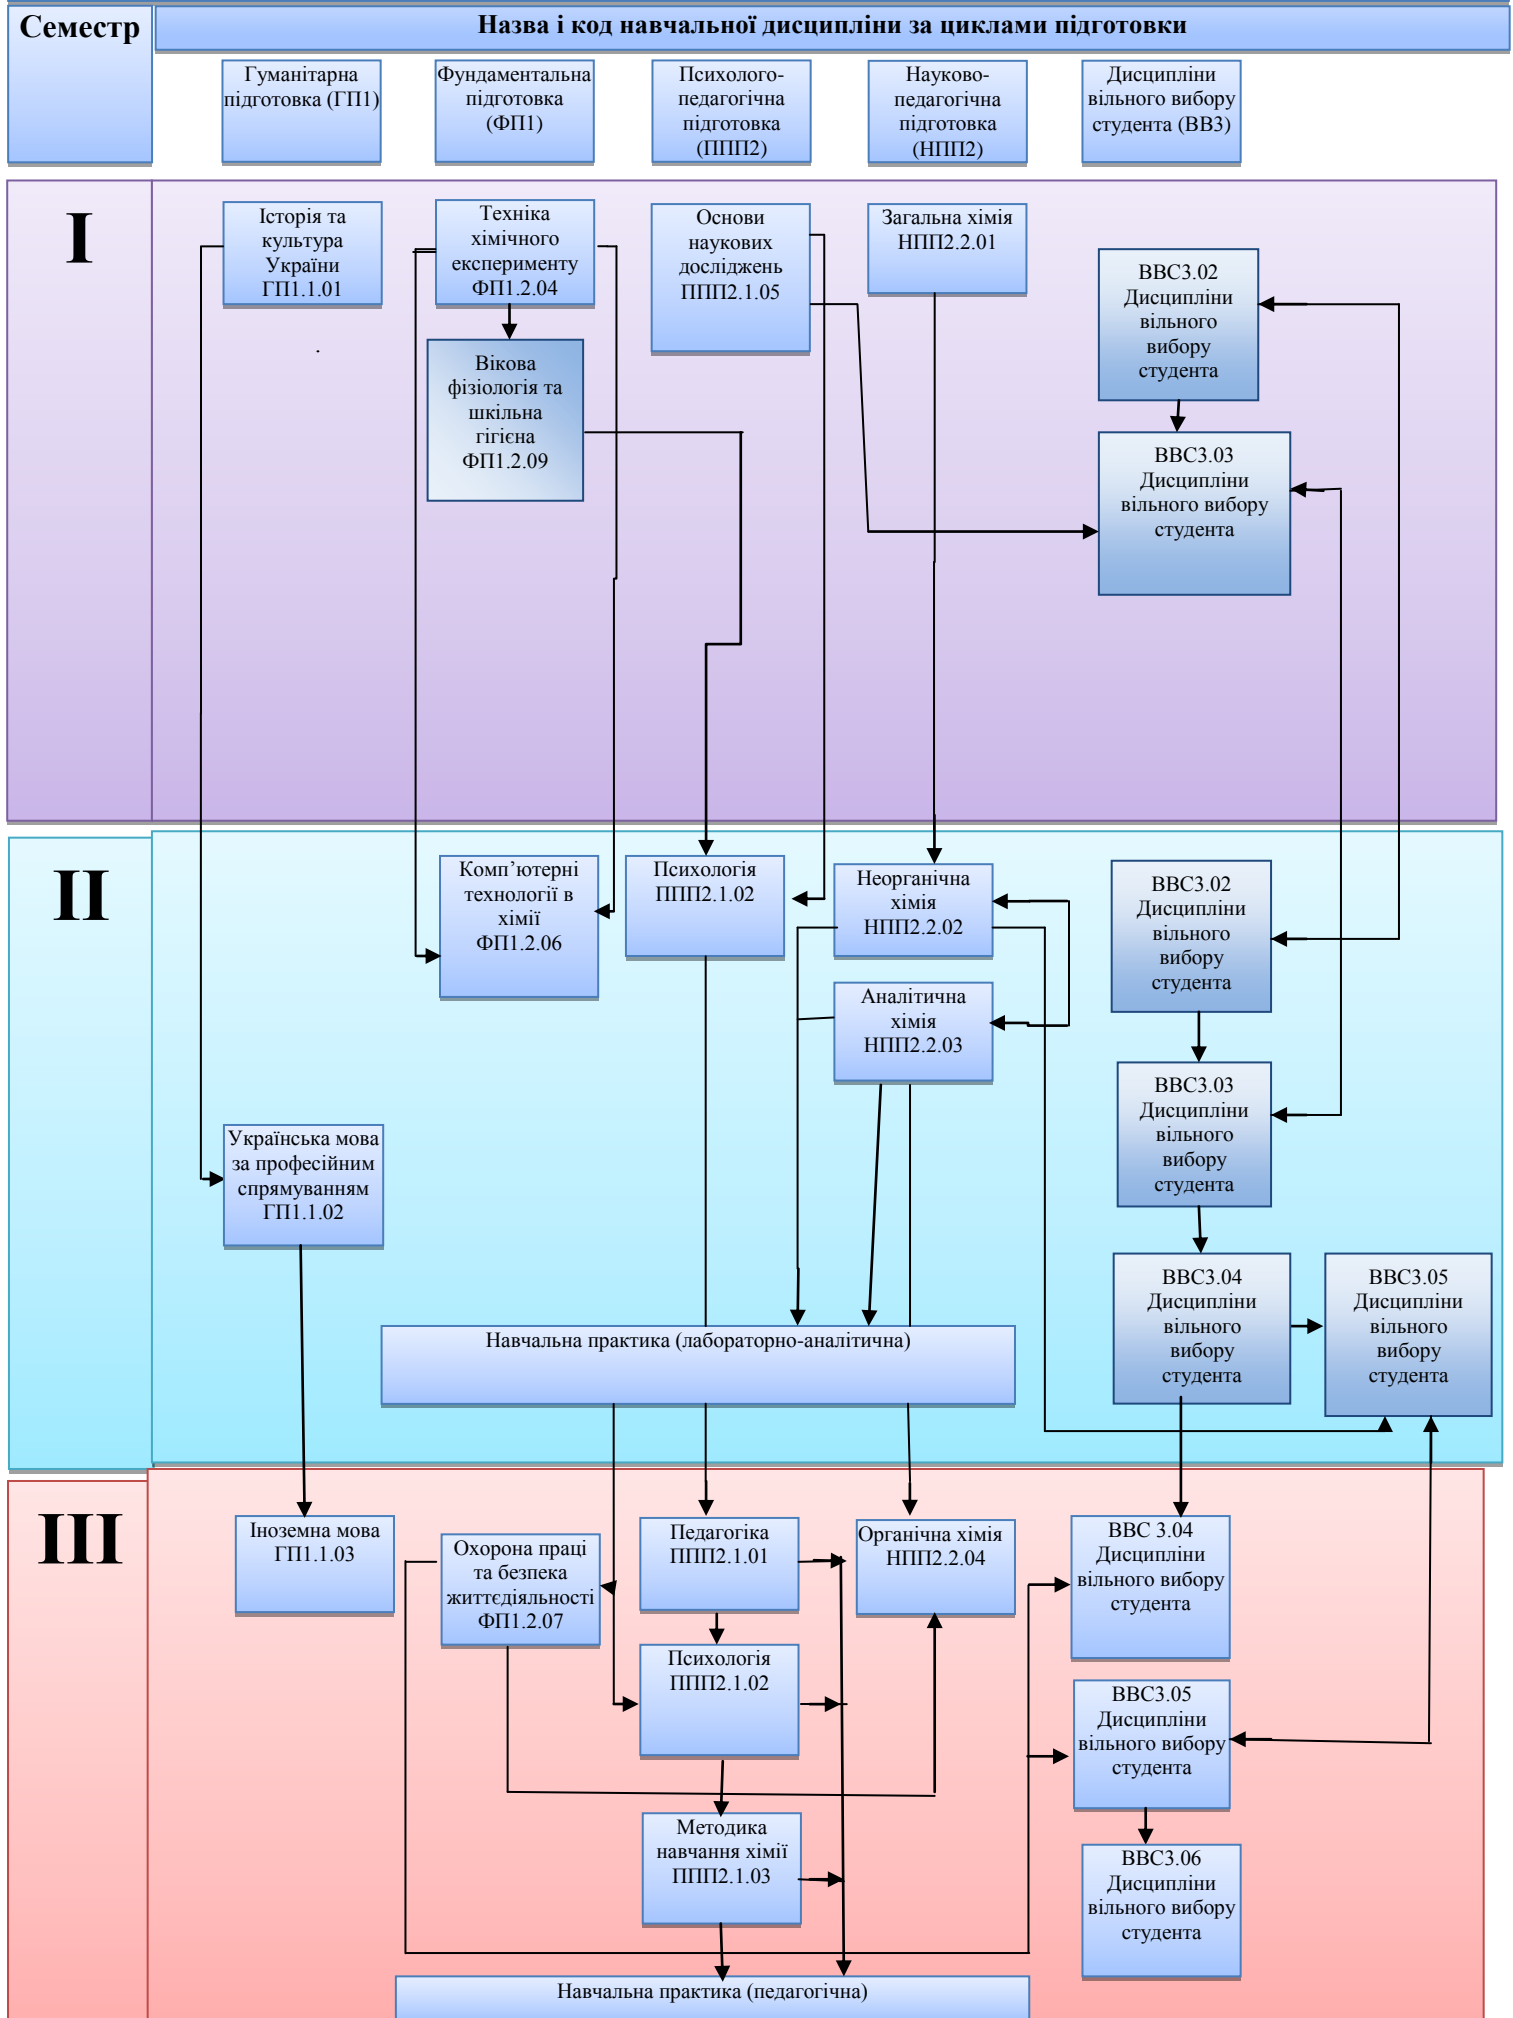 Семестр
Назва і код навчальної дисципліни за циклами підготовки
Гуманітарна
підготовка (ГП1)
Фундаментальна
підготовка
(ФП1)
Психолого-
педагогічна
підготовка
(ППП2)
Науково-
педагогічна
підготовка
(НПП2)
Дисципліни
вільного вибору
студента (ВВ3)
I
Історія та
культура
України
ГП1.1.01
Техніка
хімічного
експерименту
ФП1.2.04
Основи
наукових
досліджень
ППП2.1.05
Загальна хімія
НПП2.2.01
ВВС3.02
Дисципліни
вільного
вибору
студента
.
Вікова
фізіологія та
шкільна
гігієна
ФП1.2.09
ВВС3.03
Дисципліни
вільного вибору
студента
II
Комп’ютерні
технології в
хімії
ФП1.2.06
Психологія
ППП2.1.02
Неорганічна
хімія
НПП2.2.02
ВВС3.02
Дисципліни
вільного
вибору
студента
Аналітична
хімія
НПП2.2.03
ВВС3.03
Дисципліни
вільного
вибору
студента
Українська мова
за професійним
спрямуванням
ГП1.1.02
ВВС3.04
Дисципліни
вільного
вибору
студента
ВВС3.05
Дисципліни
вільного
вибору
студента
Навчальна практика (лабораторно-аналітична)
III
Іноземна мова
ГП1.1.03
Охорона праці
та безпека
життєдіяльності
ФП1.2.07
Педагогіка
ППП2.1.01
Органічна хімія
НПП2.2.04
ВВС 3.04
Дисципліни
вільного вибору
студента
Психологія
ППП2.1.02
ВВС3.05
Дисципліни
вільного вибору
студента
Методика
навчання хімії
ППП2.1.03
ВВС3.06
Дисципліни
вільного вибору
студента
Навчальна практика (педагогічна)